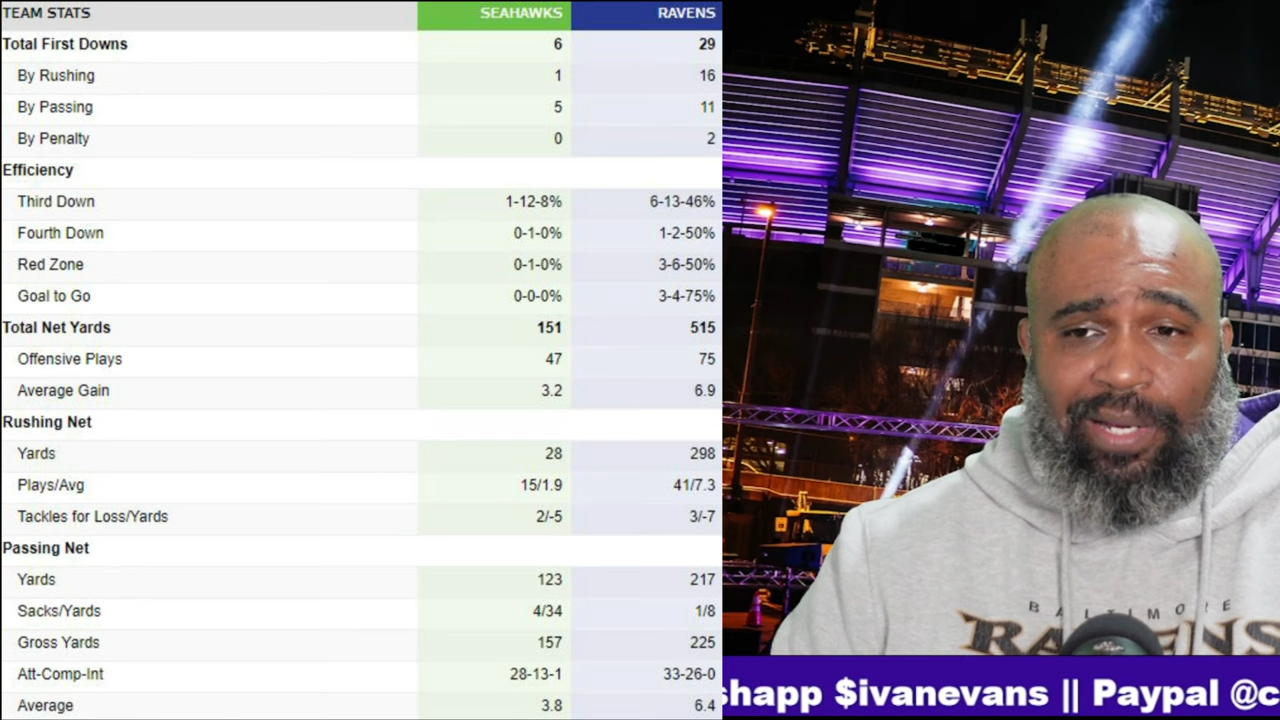 TEAM STATS SEAHAWKS RAVENS
Total First Downs 6 29
By Rushing 1 16
By Passing 5 11
By Penalty 0 2
Efficiency
Third Down 1-12-8% 6-13-46%
Fourth Down 0-1-0% 1-2-50%
Red Zone 0-1-0% 3-6-50%
Goal to Go 0-0-0% 3-4-75%
Total Net Yards 151 515
Offensive Plays 47 75
Average Gain 3.2 6.9
Rushing Net
Yards 28 298
Plays/Avg 15/1.9 41/7.3
Tackles for Loss/Yards 2/-5 3/-7
Passing Net
Yards 123 217
Sacks/Yards 4/34 1/8
Gross Yards 157 225
Att-Comp-Int 28-13-1 33-26-0
Average 3.8 6.4
BALTIMORE
RAVENS
shapp $ivanevans || Paypal @c